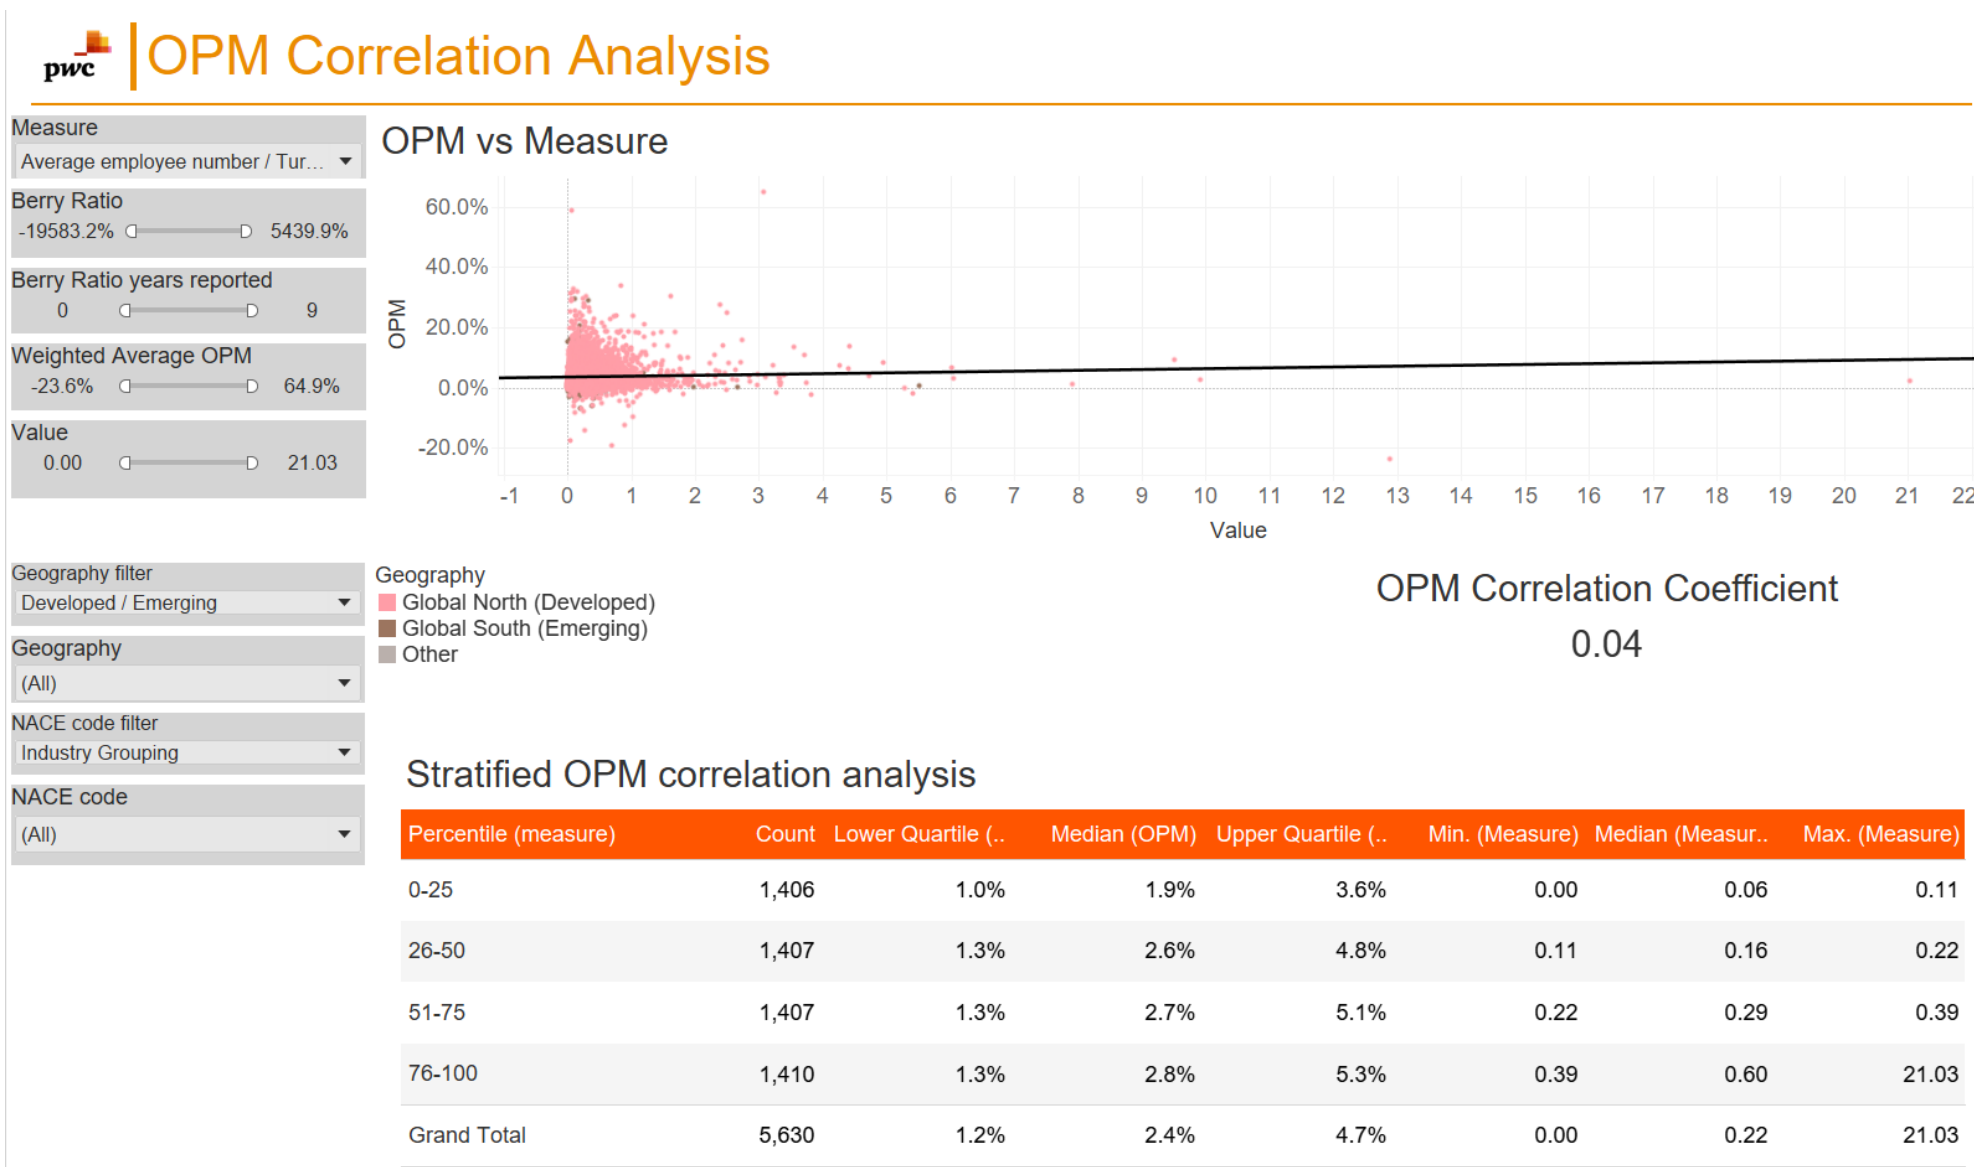 pwc
OPM Correlation Analysis
Measure
Average employee number / Tur...
Berry Ratio
-19583.2% 5439.9%
Berry Ratio years reported
0 9
Weighted Average OPM
-23.6% 64.9%
Value
0.00 21.03
OPM vs Measure
OPM
60.0%
40.0%
20.0%
0.0%
-20.0%
-1 0 1 2 3 4 5 6 7 8 9 10 11 12 13 14 15 16 17 18 19 20 21 22
Value
Geography filter
Developed / Emerging
Geography
(All)
NACE code filter
Industry Grouping
NACE code
(All)
Geography
Global North (Developed)
Global South (Emerging)
Other
OPM Correlation Coefficient
0.04
Stratified OPM correlation analysis
Percentile (measure) Count Lower Quartile (.. Median (OPM) Upper Quartile (.. Min. (Measure) Median (Measur.. Max. (Measure)
0-25 1,406 1.0% 1.9% 3.6% 0.00 0.06 0.11
26-50 1,407 1.3% 2.6% 4.8% 0.11 0.16 0.22
51-75 1,407 1.3% 2.7% 5.1% 0.22 0.29 0.39
76-100 1,410 1.3% 2.8% 5.3% 0.39 0.60 21.03
Grand Total 5,630 1.2% 2.4% 4.7% 0.00 0.22 21.03